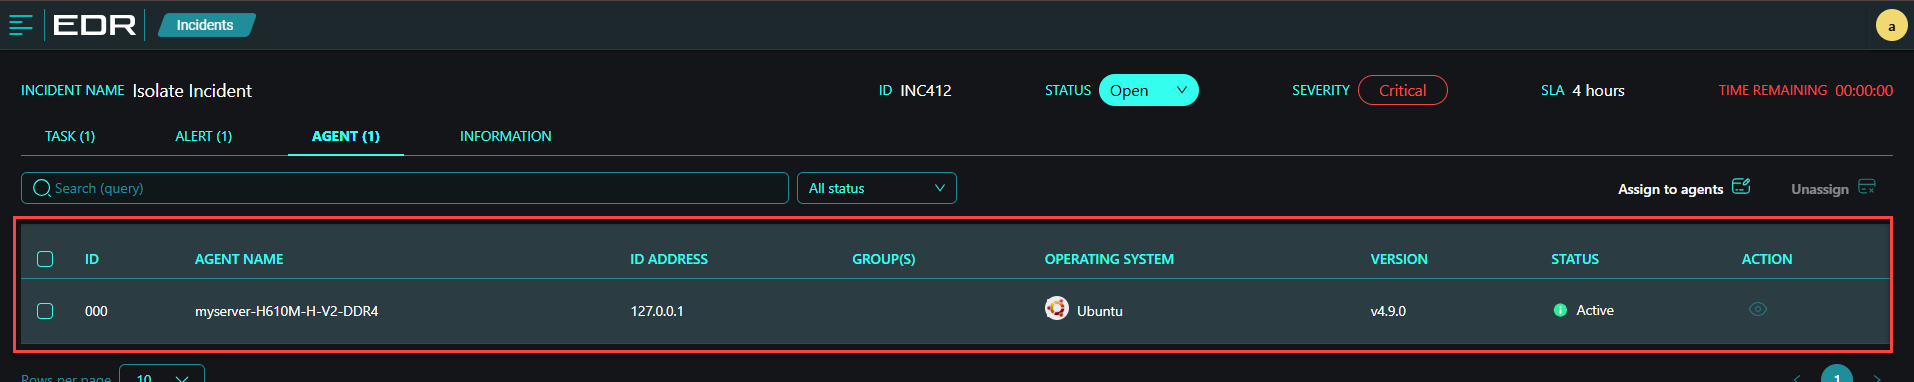 EDR Incidents a
INCIDENT NAME Isolate Incident ID INC412 STATUS Open SEVERITY Critical SLA 4 hours TIME REMAINING 00:00:00
TASK (1) ALERT (1) AGENT (1) INFORMATION
Search (query) All status Assign to agents Unassign
ID AGENT NAME ID ADDRESS GROUP(S) OPERATING SYSTEM VERSION STATUS ACTION
000 myserver-H610M-H-V2-DDR4 127.0.0.1 Ubuntu v4.9.0 Active
Rows per page 10 1